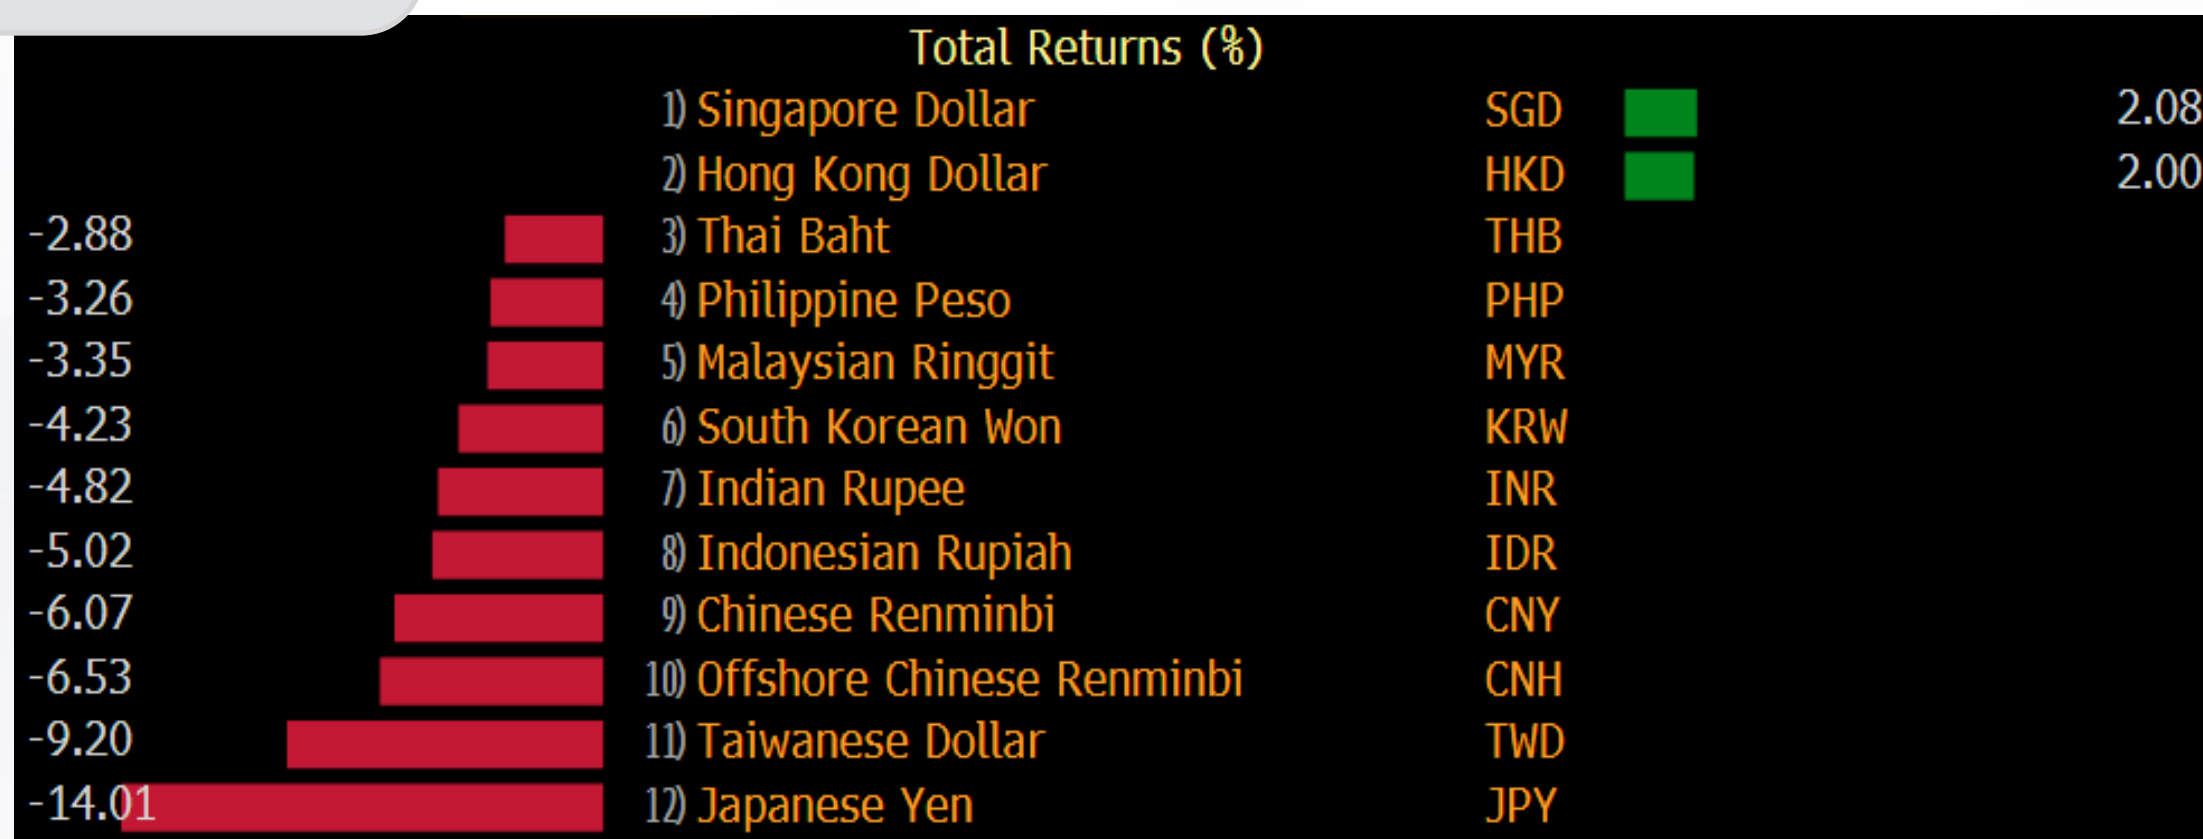 Total Returns (%)
1) Singapore Dollar SGD 2.08
2) Hong Kong Dollar HKD 2.00
-2.88 3) Thai Baht THB
-3.26 4) Philippine Peso PHP
-3.35 5) Malaysian Ringgit MYR
-4.23 6) South Korean Won KRW
-4.82 7) Indian Rupee INR
-5.02 8) Indonesian Rupiah IDR
-6.07 9) Chinese Renminbi CNY
-6.53 10) Offshore Chinese Renminbi CNH
-9.20 11) Taiwanese Dollar TWD
-14.01 12) Japanese Yen JPY